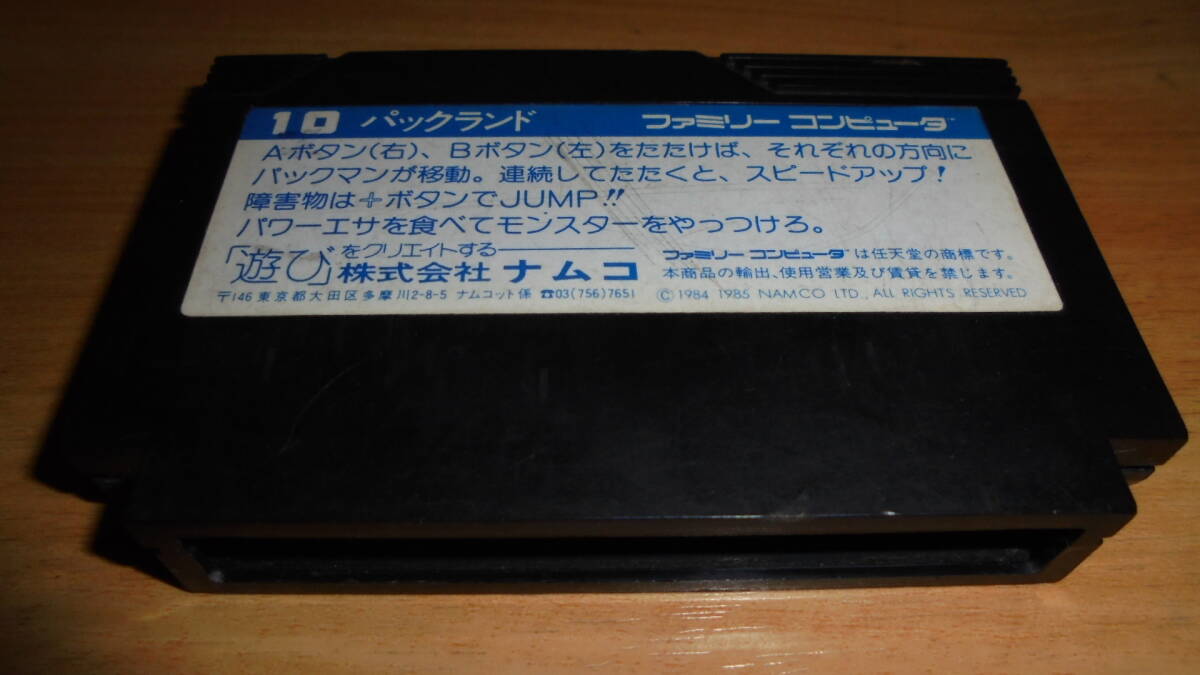 10 パックランド ファミリー コンピュータ™
Aボタン(右)、Bボタン(左)をたたけば、それぞれの方向に
パックマンが移動。連続してたたくと、スピードアップ!
障害物は+ボタンでJUMP!!
パワーエサを食べてモンスターをやっつけろ。
「遊び」をクリエイトする
株式会社 ナムコ
〒146 東京都大田区多摩川2-8-5 ナムコット係 ☎03(756)7651
ファミリー コンピュータ は任天堂の商標です。
本商品の輸出、使用営業及び賃貸を禁じます。
© 1984 1985 NAMCO LTD., ALL RIGHTS RESERVED